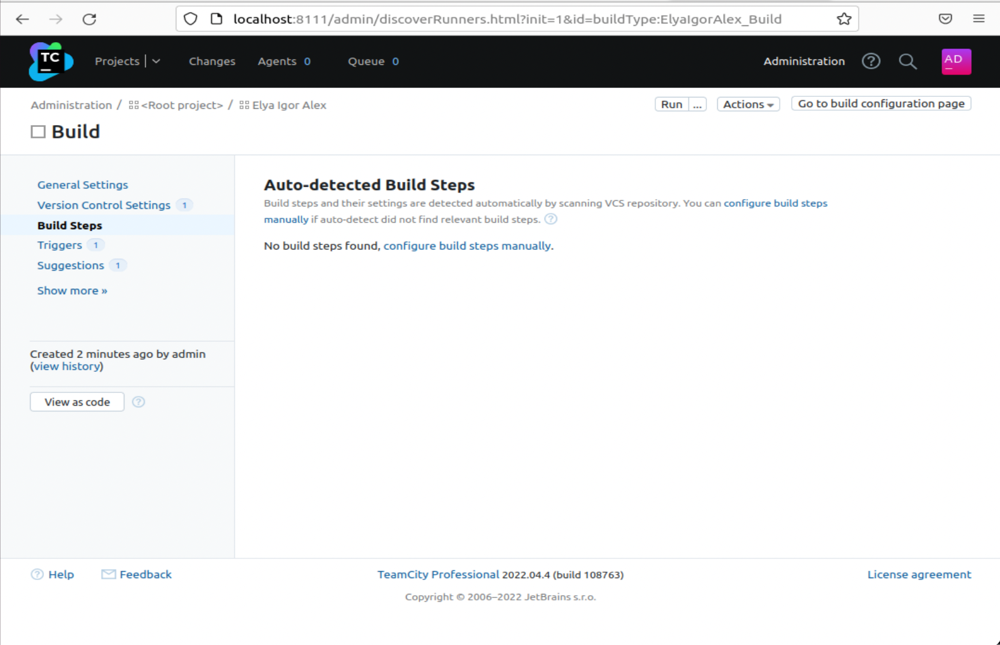 localhost:8111/admin/discoverRunners.html?init=1&id=buildType:ElyaIgorAlex_Build
TC
Projects
Changes
Agents 0
Queue 0
Administration
AD
Administration / <Root project> / Elya Igor Alex
Run ...
Actions
Go to build configuration page
Build
General Settings
Version Control Settings 1
Build Steps
Triggers 1
Suggestions 1
Show more »
Created 2 minutes ago by admin
(view history)
View as code ?
Auto-detected Build Steps
Build steps and their settings are detected automatically by scanning VCS repository. You can configure build steps
manually if auto-detect did not find relevant build steps. ?
No build steps found, configure build steps manually.
? Help
Feedback
TeamCity Professional 2022.04.4 (build 108763)
License agreement
Copyright © 2006–2022 JetBrains s.r.o.